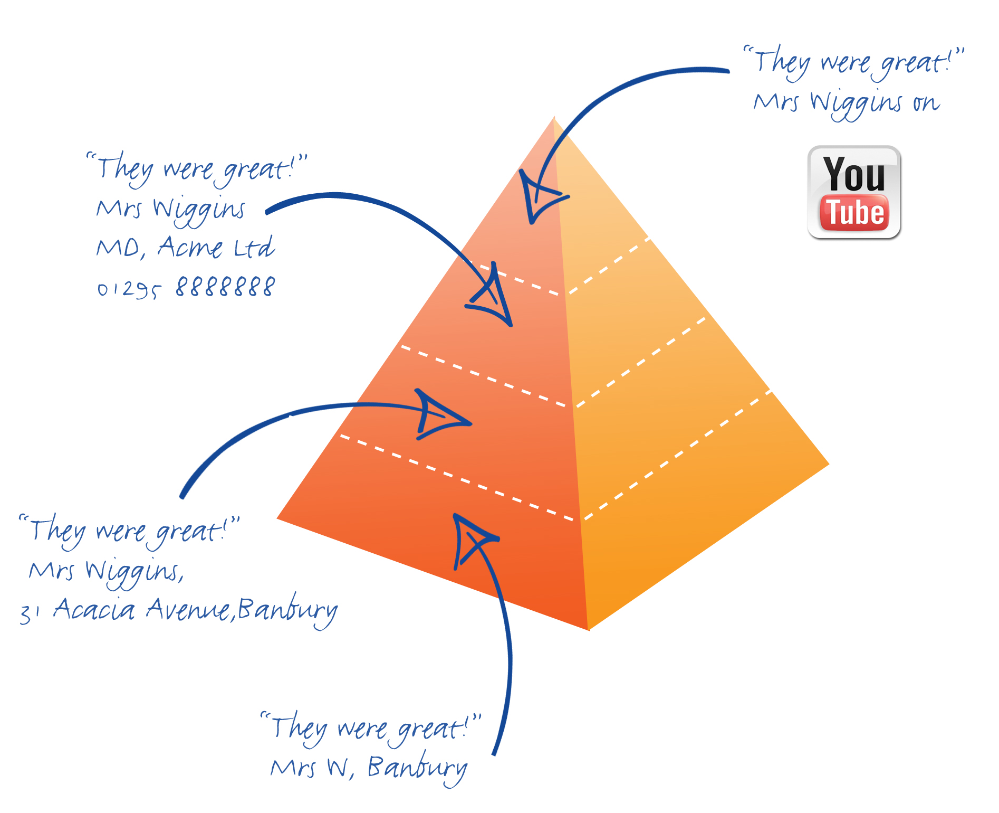 “They were great!”
Mrs Wiggins on
You
Tube
“They were great!”
Mrs Wiggins
MD, Acme Ltd
01295 8888888
“They were great!”
Mrs Wiggins,
31 Acacia Avenue,Banbury
“They were great!”
Mrs W, Banbury